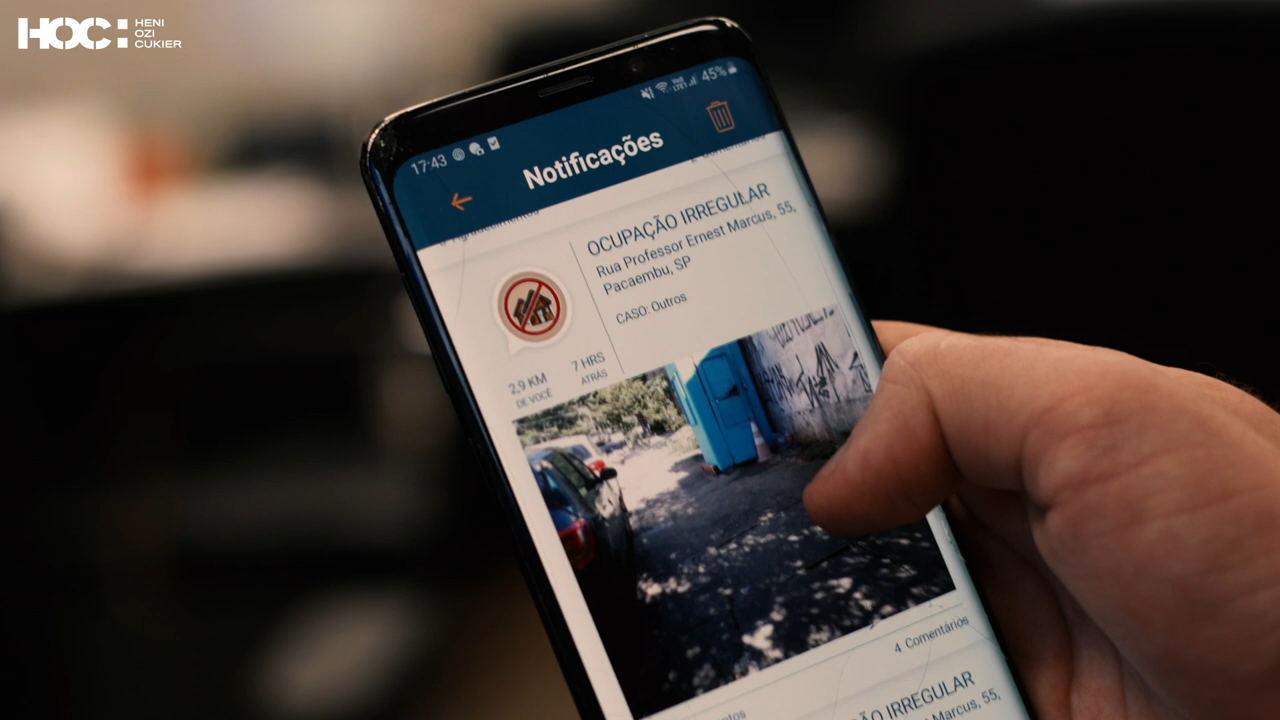 HOC:
HENI
OZI
CUKIER
17:43
45%
Notificações
OCUPAÇÃO IRREGULAR
Rua Professor Ernest Marcus, 55,
Pacaembu, SP
CASO: Outros
2,9 KM
DE VOCÊ
7 HRS
ATRÁS
4 Comentários
ÃO IRREGULAR
Marcus, 55,